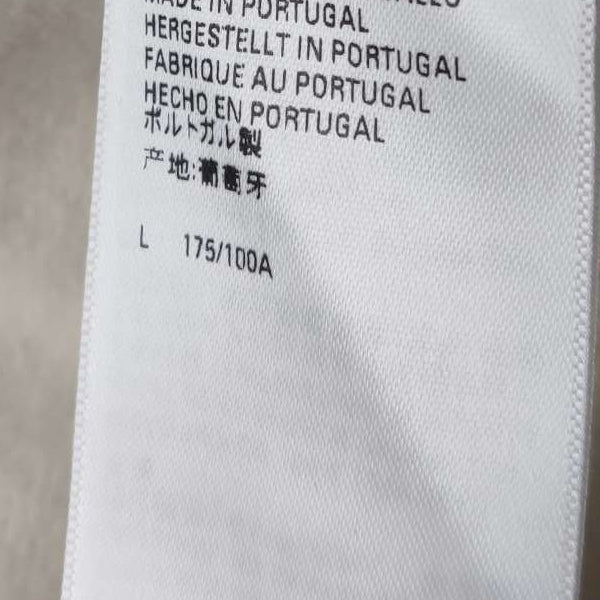 MADE IN PORTUGAL
HERGESTELLT IN PORTUGAL
FABRIQUE AU PORTUGAL
HECHO EN PORTUGAL
ポルトガル製
产地:葡萄牙
L 175/100A